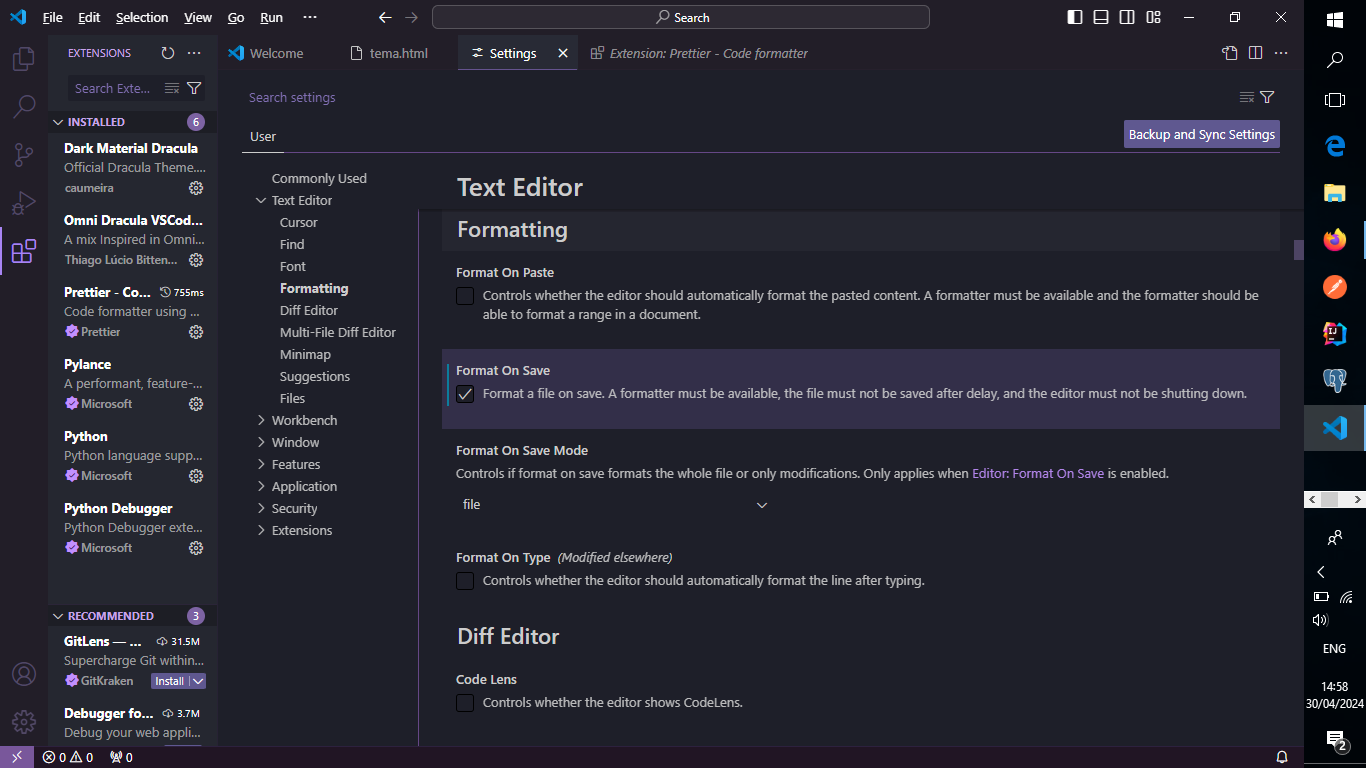 File Edit Selection View Go Run ···
Search
EXTENSIONS ···
Welcome
tema.html
Settings
Extension: Prettier - Code formatter
···
Search Exte...
INSTALLED 6
Dark Material Dracula
Official Dracula Theme....
caumeira
Omni Dracula VSCod...
A mix Inspired in Omni...
Thiago Lúcio Bitten...
Prettier - Co... 755ms
Code formatter using ...
Prettier
Pylance
A performant, feature-...
Microsoft
Python
Python language supp...
Microsoft
Python Debugger
Python Debugger exte...
Microsoft
RECOMMENDED 3
GitLens — ... 31.5M
Supercharge Git within...
GitKraken Install
Debugger fo... 3.7M
Debug your web appli...
Search settings
User
Backup and Sync Settings
Commonly Used
Text Editor
Cursor
Find
Font
Formatting
Diff Editor
Multi-File Diff Editor
Minimap
Suggestions
Files
Workbench
Window
Features
Application
Security
Extensions
Text Editor
Formatting
Format On Paste
Controls whether the editor should automatically format the pasted content. A formatter must be available and the formatter should be
able to format a range in a document.
Format On Save
Format a file on save. A formatter must be available, the file must not be saved after delay, and the editor must not be shutting down.
Format On Save Mode
Controls if format on save formats the whole file or only modifications. Only applies when Editor: Format On Save is enabled.
file
Format On Type (Modified elsewhere)
Controls whether the editor should automatically format the line after typing.
Diff Editor
Code Lens
Controls whether the editor shows CodeLens.
0 0 0
IJ
ENG
14:58
30/04/2024
2